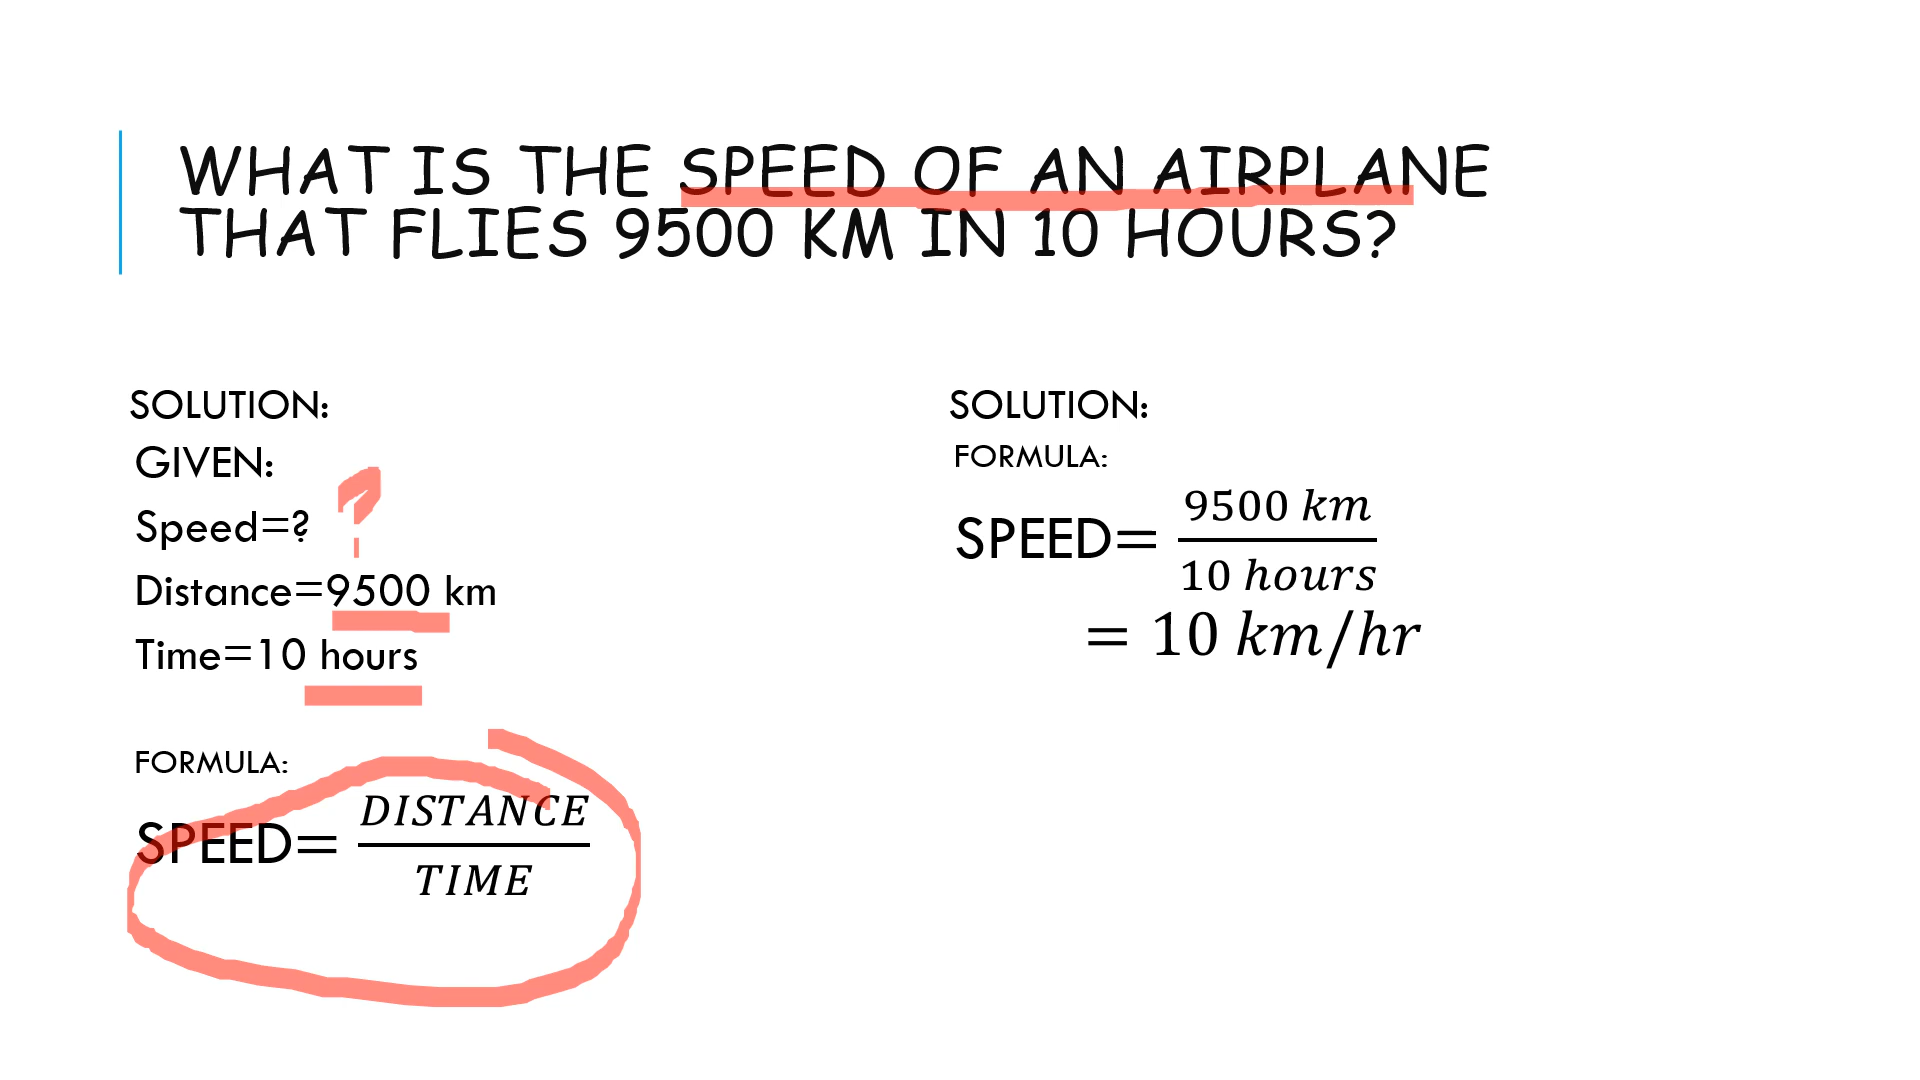 WHAT IS THE SPEED OF AN AIRPLANE
THAT FLIES 9500 KM IN 10 HOURS?
SOLUTION:
GIVEN:
Speed=?
?
Distance=9500 km
Time=10 hours
FORMULA:
SPEED= DISTANCE
TIME
SOLUTION:
FORMULA:
SPEED= 9500 km
10 hours
= 10 km/hr